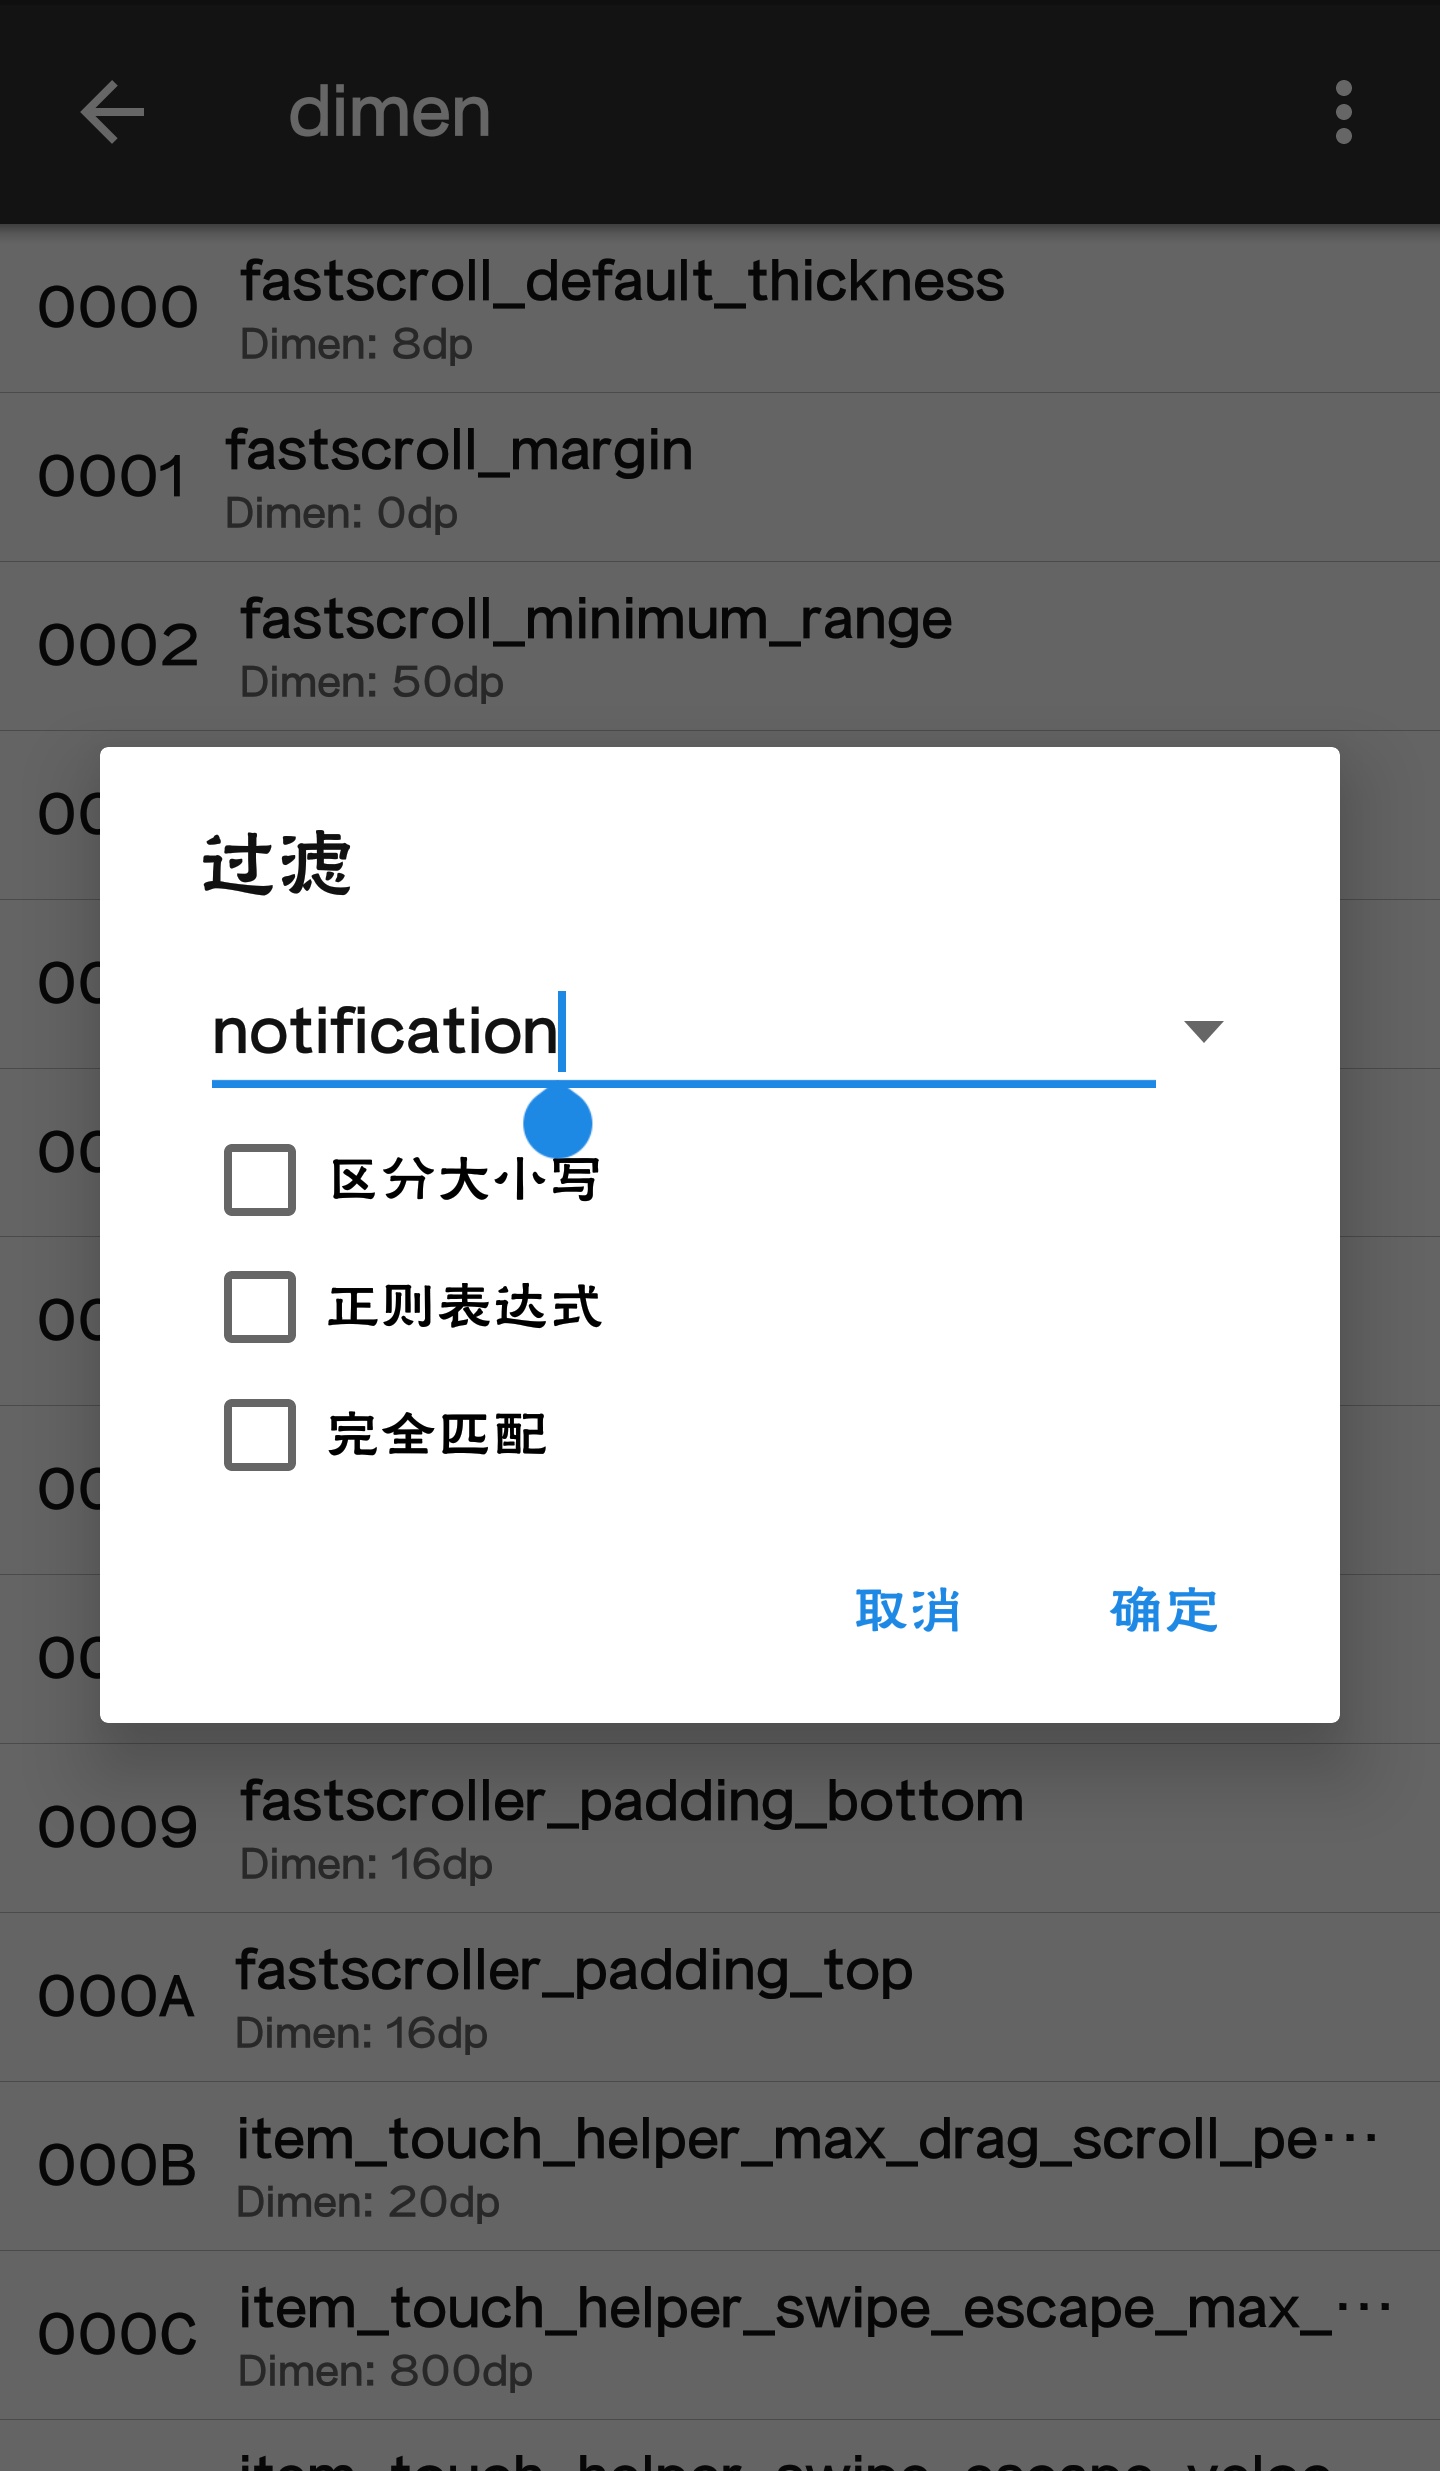 dimen
0000
fastscroll_default_thickness
Dimen: 8dp
0001
fastscroll_margin
Dimen: 0dp
0002
fastscroll_minimum_range
Dimen: 50dp
过滤
notification
区分大小写
正则表达式
完全匹配
取消 确定
0009
fastscroller_padding_bottom
Dimen: 16dp
000A
fastscroller_padding_top
Dimen: 16dp
000B
item_touch_helper_max_drag_scroll_pe…
Dimen: 20dp
000C
item_touch_helper_swipe_escape_max_…
Dimen: 800dp
item_touch_helper_swipe_escape_veloc